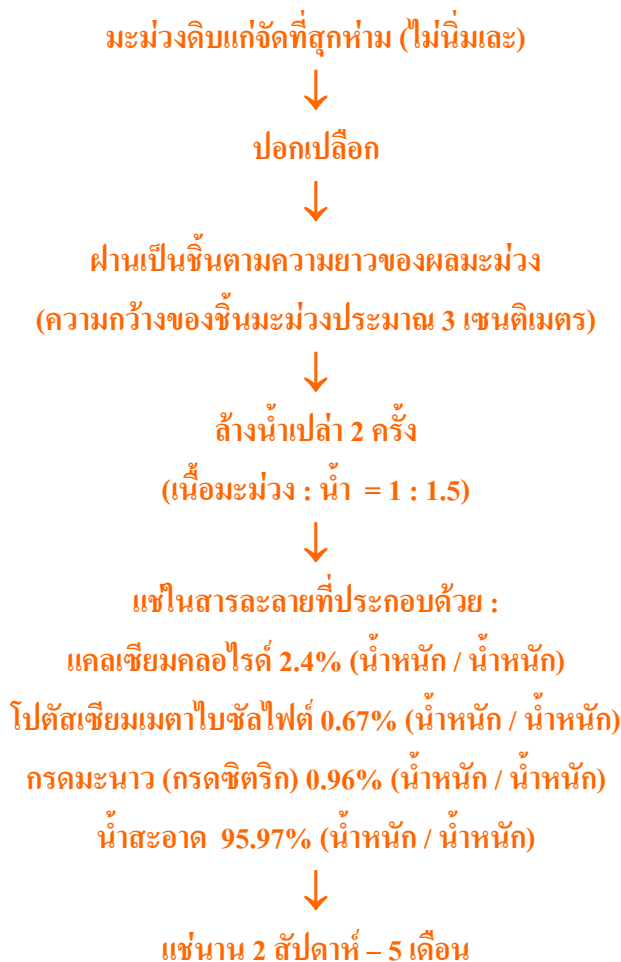 มะม่วงดิบแก่จัดที่สุกห่าม (ไม่นิ่มเละ)
↓
ปอกเปลือก
↓
ฝานเป็นชิ้นตามความยาวของผลมะม่วง
(ความกว้างของชิ้นมะม่วงประมาณ 3 เซนติเมตร)
↓
ล้างน้ำเปล่า 2 ครั้ง
(เนื้อมะม่วง : น้ำ = 1 : 1.5)
↓
แช่ในสารละลายที่ประกอบด้วย :
แคลเซียมคลอไรด์ 2.4% (น้ำหนัก / น้ำหนัก)
โปตัสเซียมเมตาไบซัลไฟต์ 0.67% (น้ำหนัก / น้ำหนัก)
กรดมะนาว (กรดซิตริก) 0.96% (น้ำหนัก / น้ำหนัก)
น้ำสะอาด 95.97% (น้ำหนัก / น้ำหนัก)
↓
แช่นาน 2 สัปดาห์ – 5 เดือน